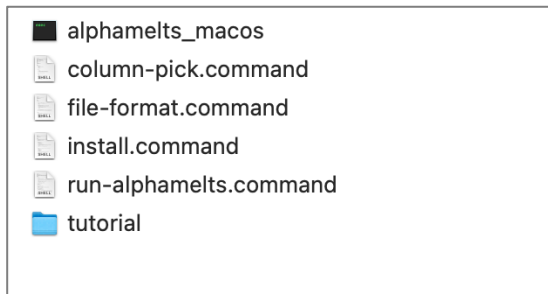 alphamelts_macos
column-pick.command
file-format.command
install.command
run-alphamelts.command
tutorial